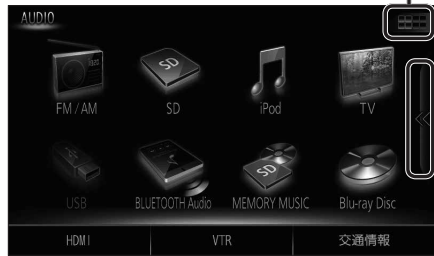 AUDIO
FM / AM
SD
iPod
TV
USB
BLUETOOTH Audio
MEMORY MUSIC
Blu-ray Disc
HDMI
VTR
交通情報